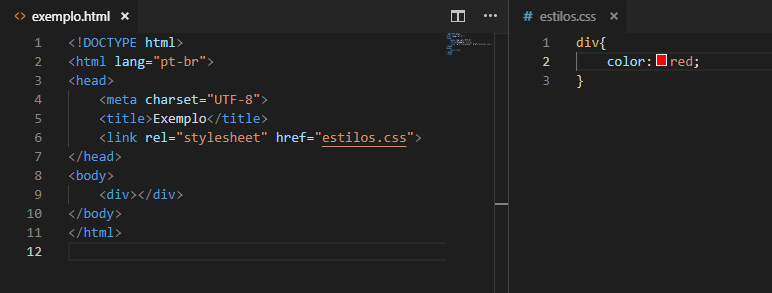 exemplo.html
1 <!DOCTYPE html>
2 <html lang="pt-br">
3 <head>
4 <meta charset="UTF-8">
5 <title>Exemplo</title>
6 <link rel="stylesheet" href="estilos.css">
7 </head>
8 <body>
9 <div></div>
10 </body>
11 </html>
12
# estilos.css
1 div{
2 color:red;
3 }